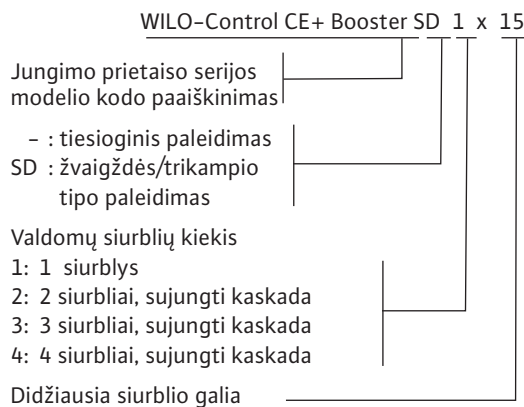 WILO-Control CE+ Booster SD 1 x 15
Jungimo prietaiso serijos
modelio kodo paaiškinimas
- : tiesioginis paleidimas
SD : žvaigždės/trikampio
tipo paleidimas
Valdomų siurblių kiekis
1: 1 siurblys
2: 2 siurbliai, sujungti kaskada
3: 3 siurbliai, sujungti kaskada
4: 4 siurbliai, sujungti kaskada
Didžiausia siurblio galia